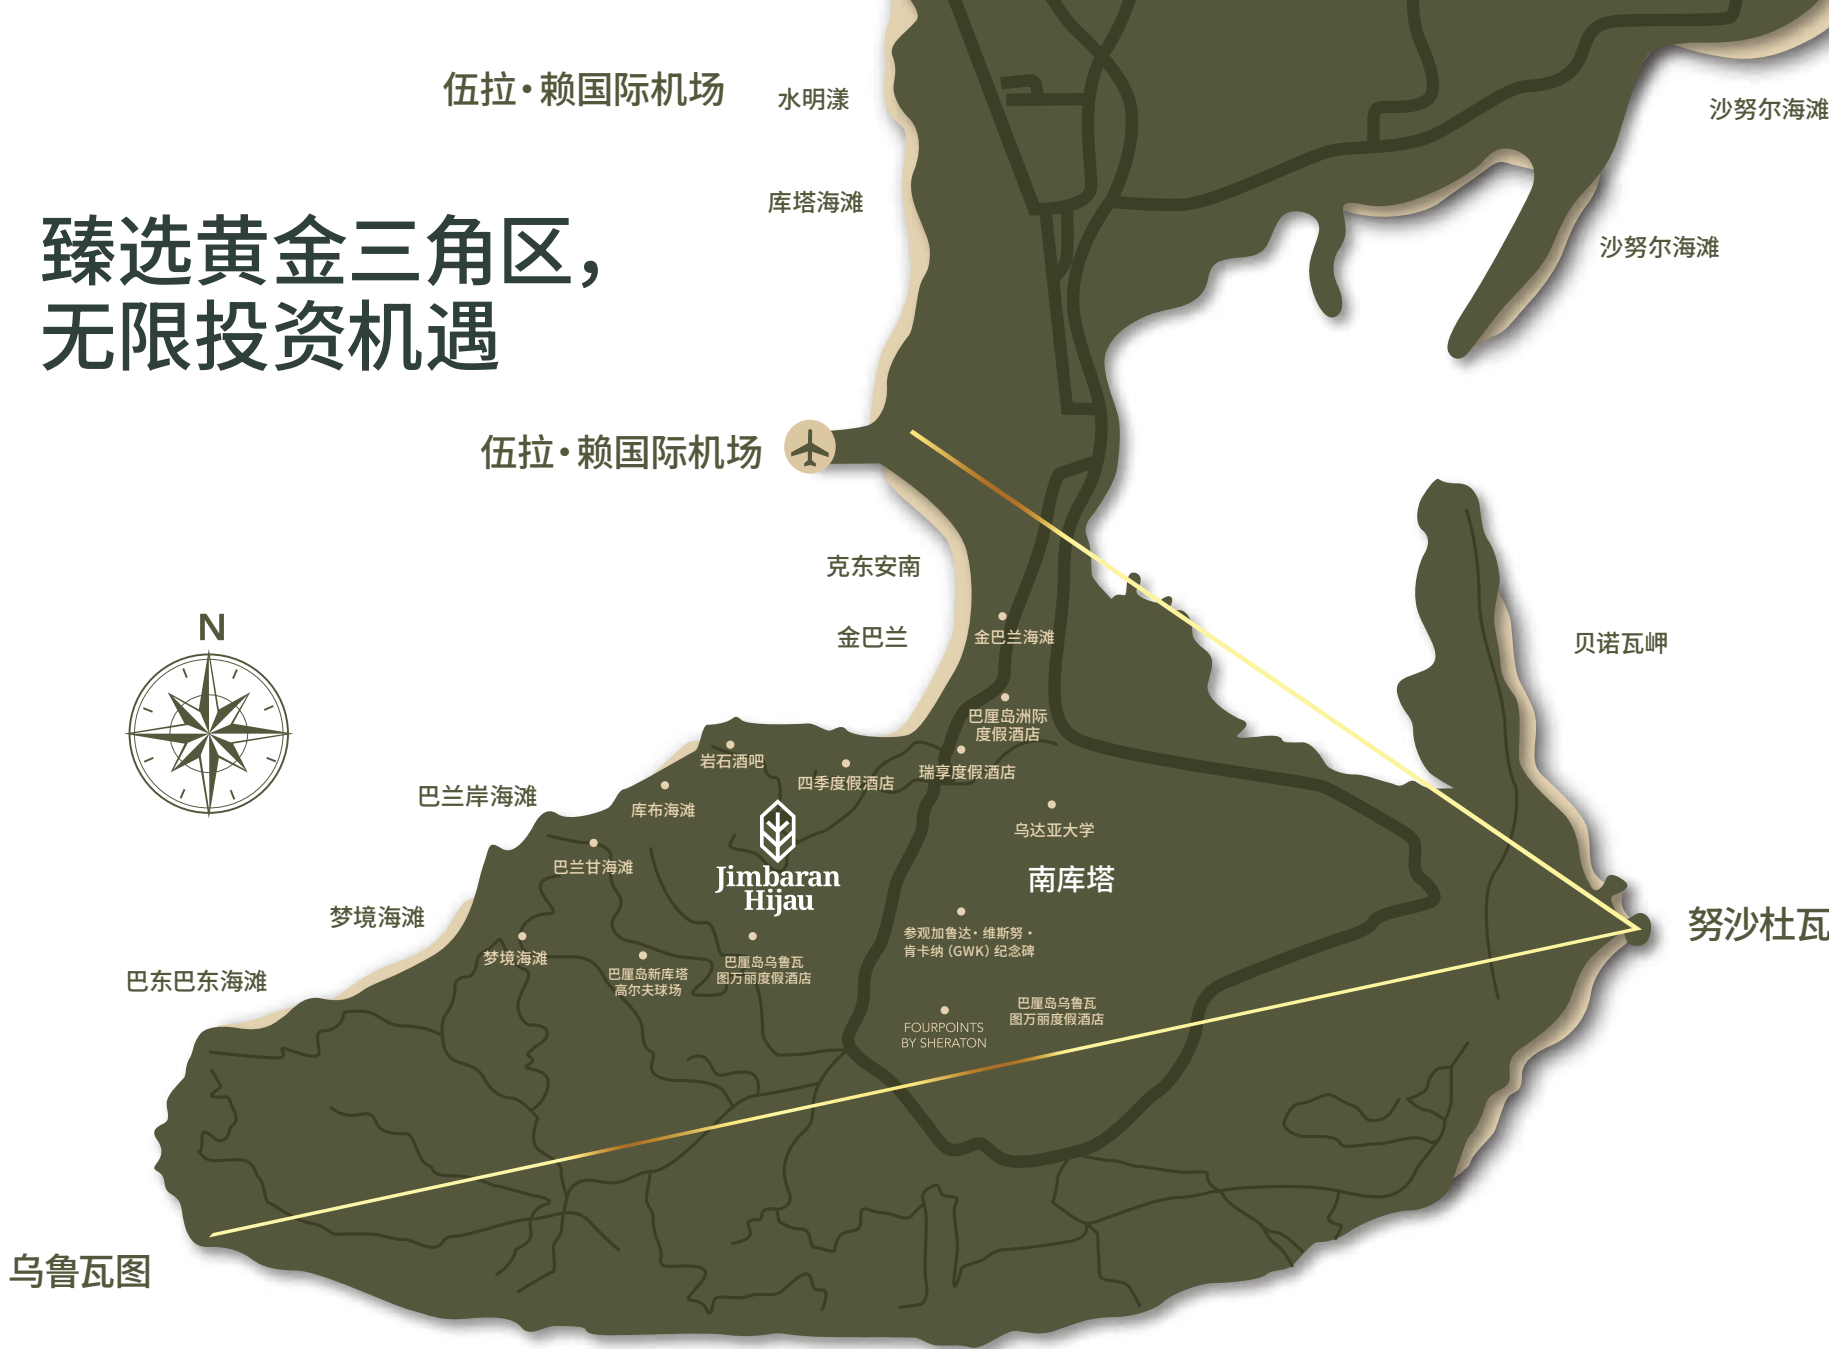 伍拉·赖国际机场
水明漾
沙努尔海滩
库塔海滩
臻选黄金三角区，
无限投资机遇
沙努尔海滩
伍拉·赖国际机场
克东安南
金巴兰
金巴兰海滩
贝诺瓦岬
N
巴厘岛洲际
度假酒店
岩石酒吧
四季度假酒店
瑞享度假酒店
巴兰岸海滩
库布海滩
乌达亚大学
巴兰甘海滩
Jimbaran
Hijau
南库塔
梦境海滩
参观加鲁达·维斯努·
肯卡纳（GWK）纪念碑
努沙杜瓦
梦境海滩
巴厘岛新库塔
高尔夫球场
巴厘岛乌鲁瓦
图万丽度假酒店
巴东巴东海滩
巴厘岛乌鲁瓦
图万丽度假酒店
FOURPOINTS
BY SHERATON
乌鲁瓦图